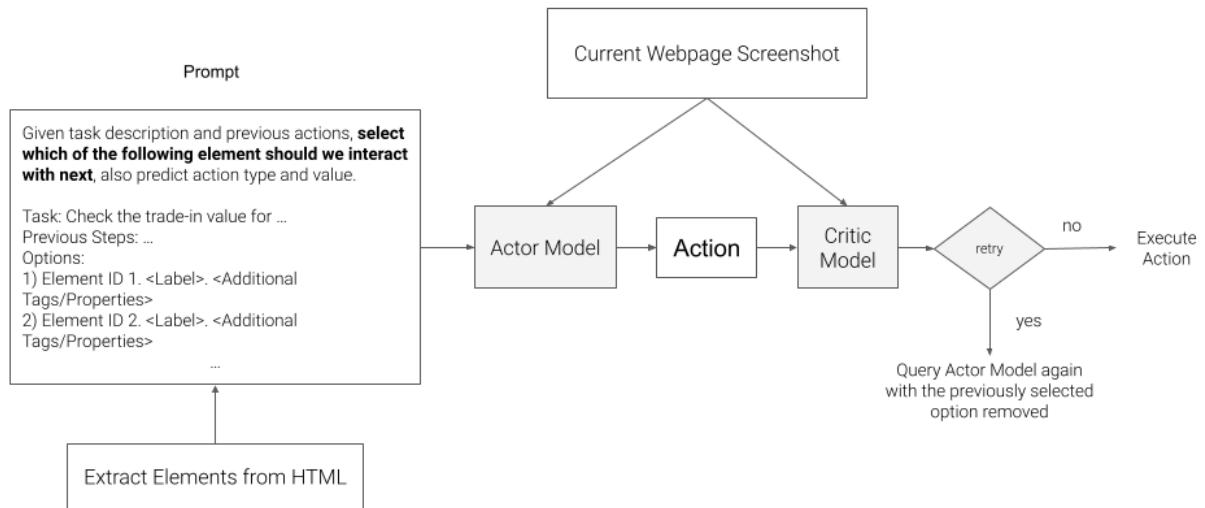 Current Webpage Screenshot
Prompt
Given task description and previous actions, select
which of the following element should we interact
with next, also predict action type and value.
Task: Check the trade-in value for ...
Previous Steps: ...
Options:
1) Element ID 1. <Label>. <Additional
Tags/Properties>
2) Element ID 2. <Label>. <Additional
Tags/Properties>
...
Actor Model
Action
Critic
Model
retry
no
Execute
Action
yes
Query Actor Model again
with the previously selected
option removed
Extract Elements from HTML